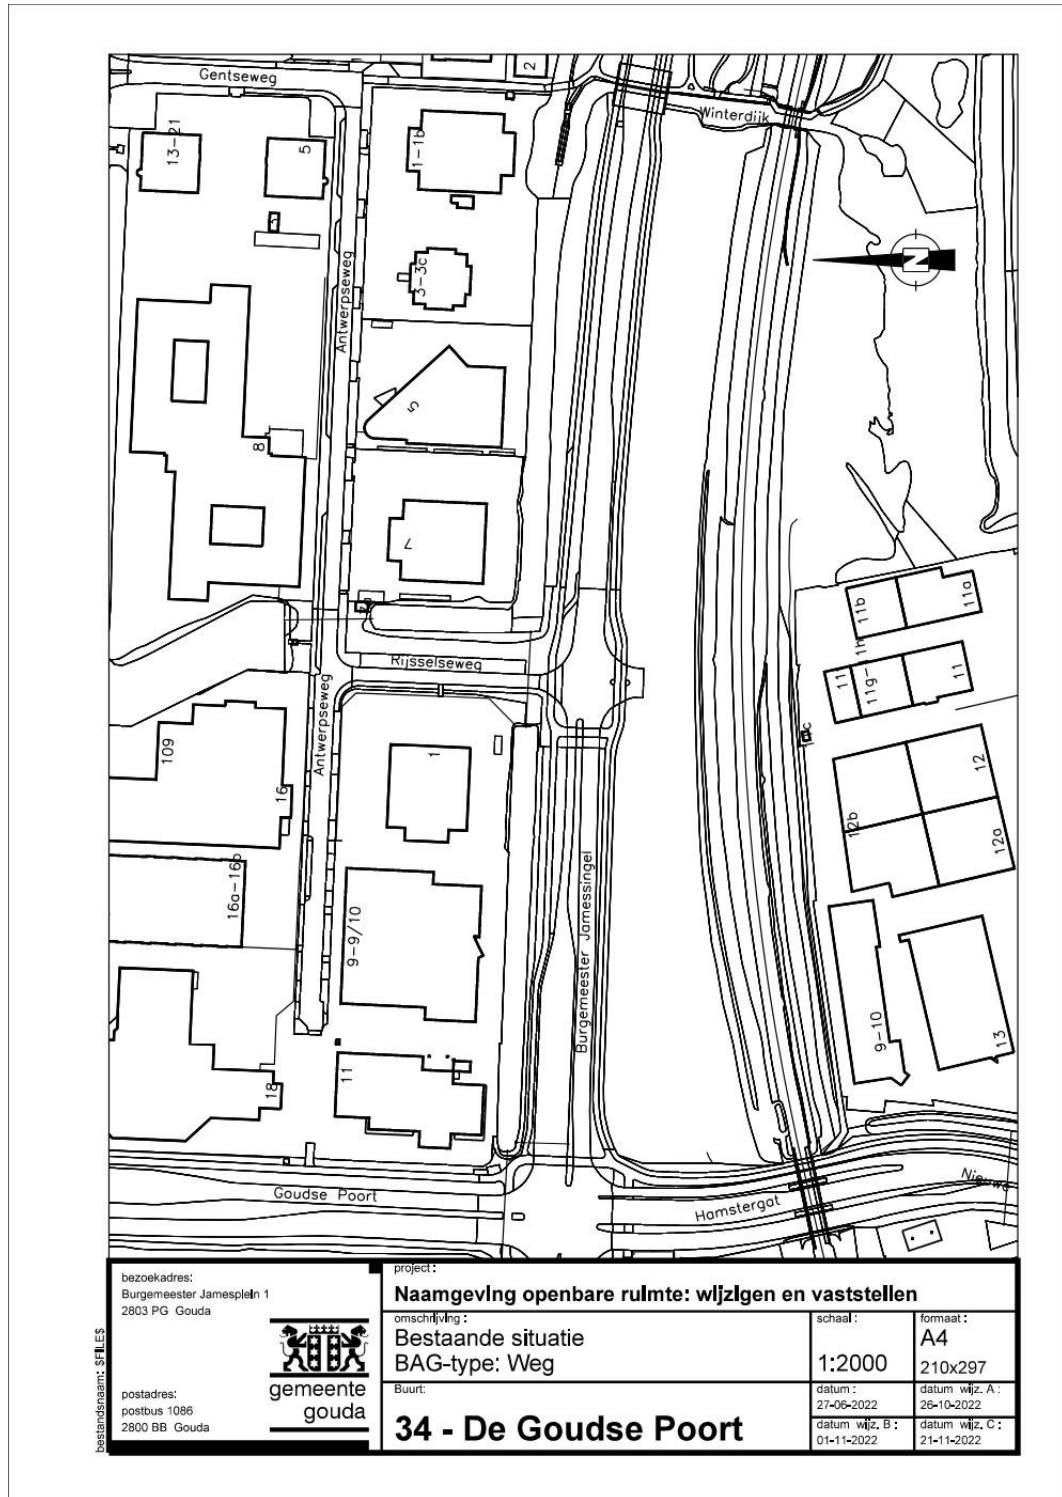 Gentseweg
2
Winterdijk
13-21
5
1-1b
3-3c
N
Antwerpseweg
5
8
7
11b
11a
Rijsselseweg
11
11g-1h
11
Antwerpseweg
109
16
1
12
12b
12a
16a-16b
9-9/10
Burgemeester Jamessingel
9-10
13
18
11
Goudse Poort
Hamstergat
Nieuwe
bestandsnaam: $FILE$
bezoekadres:
Burgemeester Jamesplein 1
2803 PG Gouda
postadres:
postbus 1086
2800 BB Gouda
gemeente
gouda
project :
Naamgeving openbare ruimte: wijzigen en vaststellen
omschrijving :
Bestaande situatie
BAG-type: Weg
schaal :
1:2000
formaat :
A4
210x297
Buurt:
34 - De Goudse Poort
datum :
27-06-2022
datum wijz. A :
26-10-2022
datum wijz. B :
01-11-2022
datum wijz. C :
21-11-2022